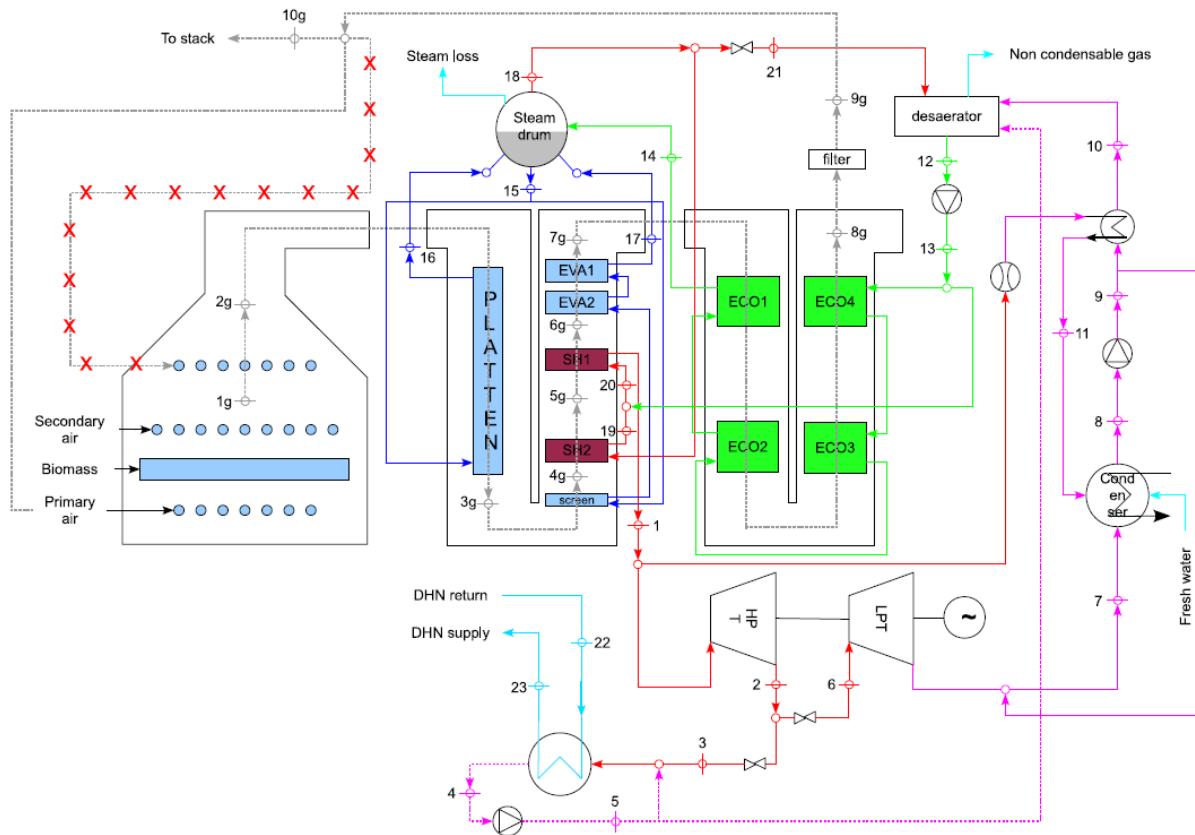 10g
To stack
Steam loss
18
21
Non condensable gas
Steam
drum
9g
desaerator
14
filter
12
10
15
16
17
7g
8g
13
EVA1
EVA2
PLATTEN
ECO1
ECO4
2g
6g
9
11
SH1
20
5g
1g
19
8
Secondary
air
SH2
ECO2
ECO3
Biomass
4g
3g
screen
Cond
en
ser
Primary
air
1
Fresh water
7
DHN return
HP
T
LPT
~
DHN supply
22
23
2
6
3
4
5